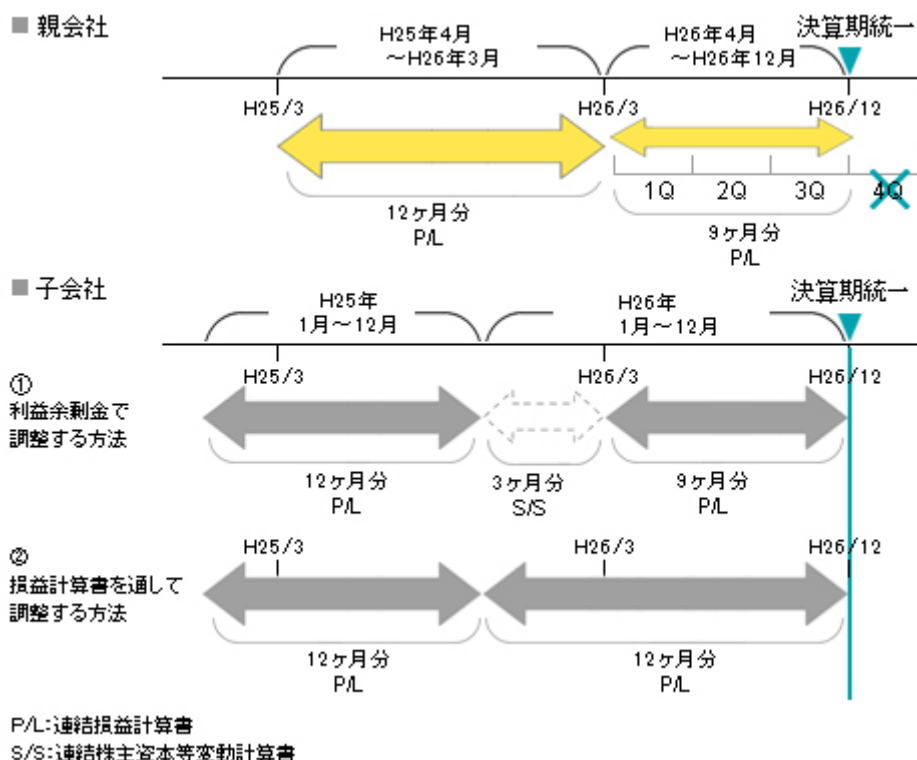 ■ 親会社
H25年4月
～H26年3月
H26年4月
～H26年12月
決算期統一
H25/3
H26/3
H26/12
1Q
2Q
3Q
4Q
12ヶ月分
P/L
9ヶ月分
P/L
■ 子会社
H25年
1月～12月
H26年
1月～12月
決算期統一
①
利益余剰金で
調整する方法
H25/3
H26/3
H26/12
12ヶ月分
P/L
3ヶ月分
S/S
9ヶ月分
P/L
②
損益計算書を通して
調整する方法
H25/3
H26/3
H26/12
12ヶ月分
P/L
12ヶ月分
P/L
P/L:連結損益計算書
S/S:連結株主資本等変動計算書